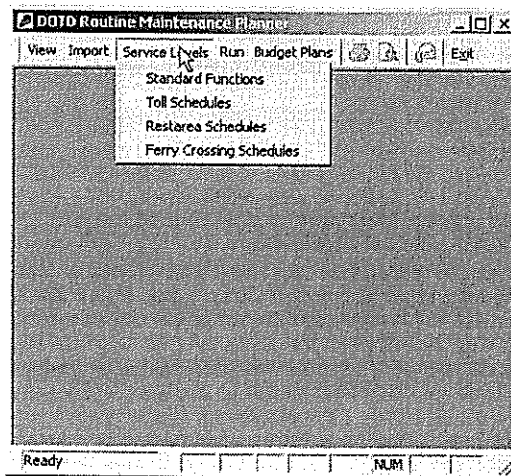 DOTD Routine Maintenance Planner
View Import Service Levels Run Budget Plans Exit
Standard Functions
Toll Schedules
Restarea Schedules
Ferry Crossing Schedules
Ready NUM